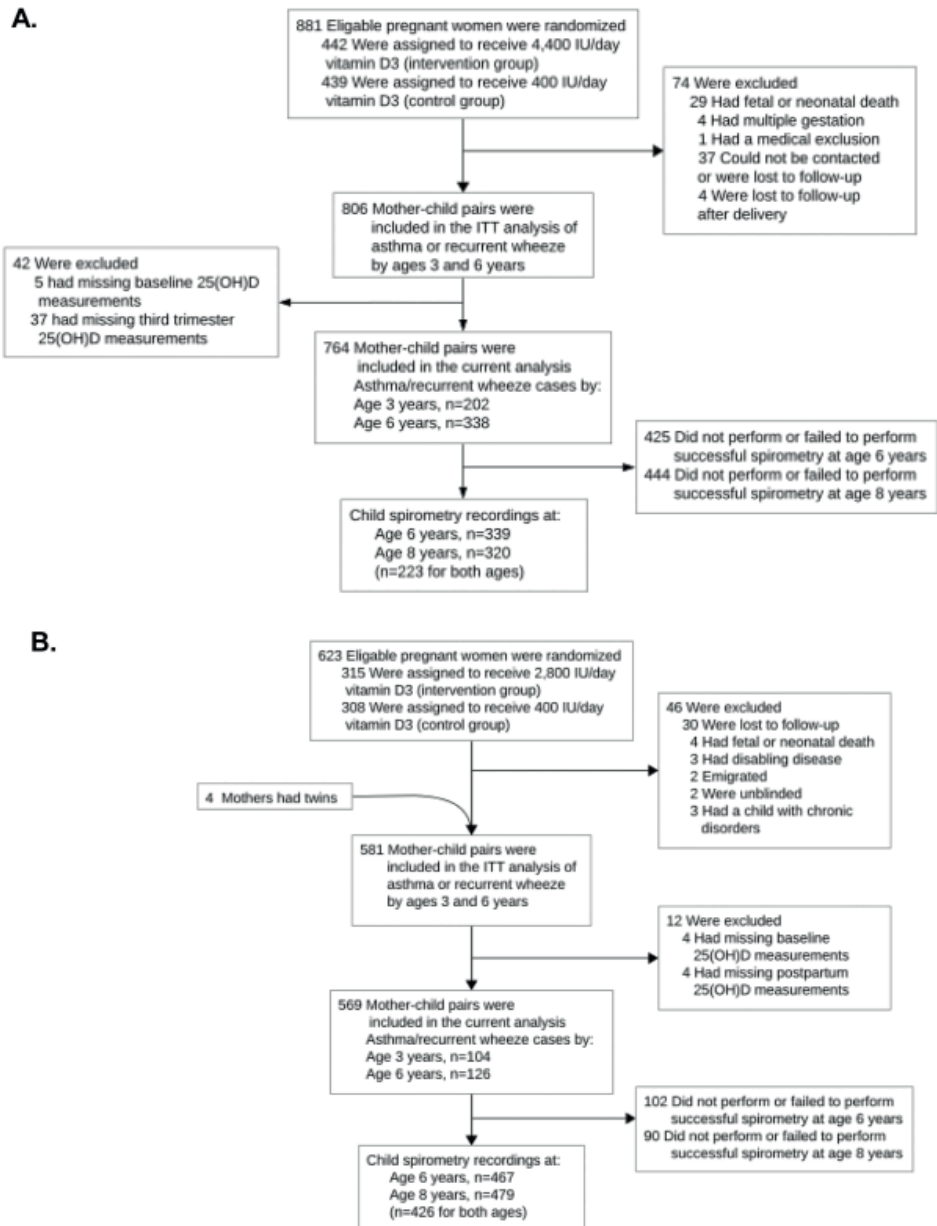 A.
881 Eligible pregnant women were randomized
442 Were assigned to receive 4,400 IU/day
vitamin D3 (intervention group)
439 Were assigned to receive 400 IU/day
vitamin D3 (control group)
74 Were excluded
29 Had fetal or neonatal death
4 Had multiple gestation
1 Had a medical exclusion
37 Could not be contacted
or were lost to follow-up
4 Were lost to follow-up
after delivery
806 Mother-child pairs were
included in the ITT analysis of
asthma or recurrent wheeze
by ages 3 and 6 years
42 Were excluded
5 had missing baseline 25(OH)D
measurements
37 had missing third trimester
25(OH)D measurements
764 Mother-child pairs were
included in the current analysis
Asthma/recurrent wheeze cases by:
Age 3 years, n=202
Age 6 years, n=338
425 Did not perform or failed to perform
successful spirometry at age 6 years
444 Did not perform or failed to perform
successful spirometry at age 8 years
Child spirometry recordings at:
Age 6 years, n=339
Age 8 years, n=320
(n=223 for both ages)
B.
623 Eligible pregnant women were randomized
315 Were assigned to receive 2,800 IU/day
vitamin D3 (intervention group)
308 Were assigned to receive 400 IU/day
vitamin D3 (control group)
46 Were excluded
30 Were lost to follow-up
4 Had fetal or neonatal death
3 Had disabling disease
2 Emigrated
2 Were unblinded
3 Had a child with chronic
disorders
4 Mothers had twins
581 Mother-child pairs were
included in the ITT analysis of
asthma or recurrent wheeze
by ages 3 and 6 years
12 Were excluded
4 Had missing baseline
25(OH)D measurements
4 Had missing postpartum
25(OH)D measurements
569 Mother-child pairs were
included in the current analysis
Asthma/recurrent wheeze cases by:
Age 3 years, n=104
Age 6 years, n=126
102 Did not perform or failed to perform
successful spirometry at age 6 years
90 Did not perform or failed to perform
successful spirometry at age 8 years
Child spirometry recordings at:
Age 6 years, n=467
Age 8 years, n=479
(n=426 for both ages)